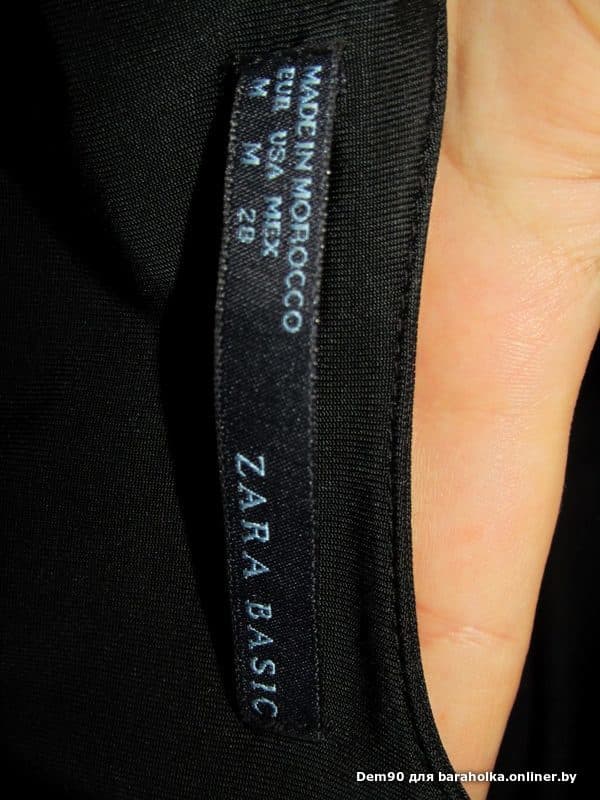 MADE IN MOROCCO
EUR USA MEX
M M 28
ZARA BASIC
Dem90 для baraholka.onliner.by